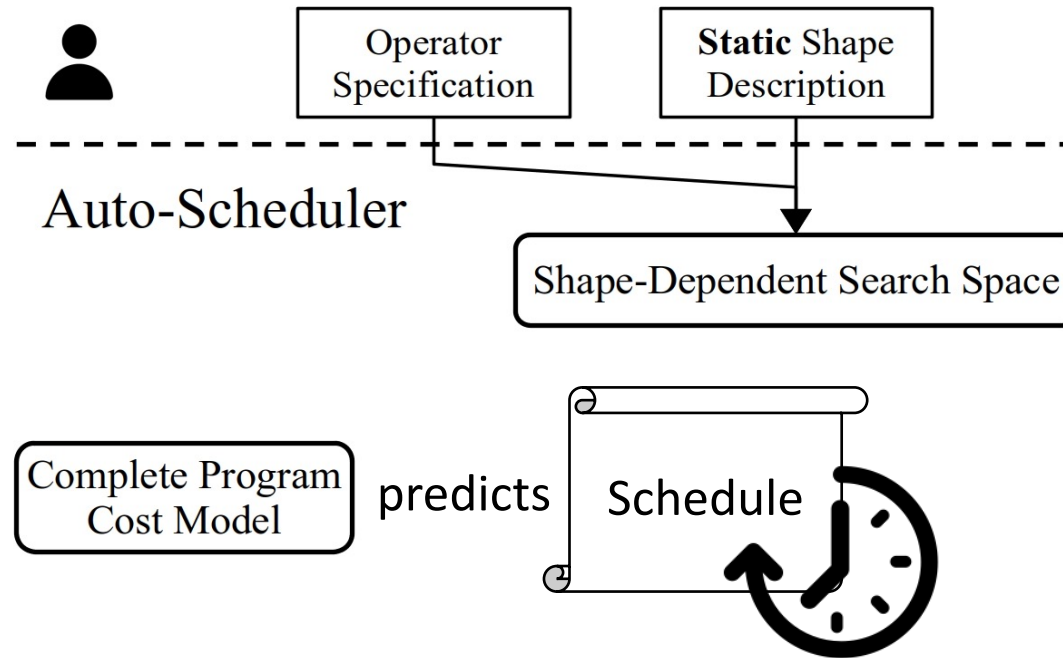 Operator
Specification
Static Shape
Description
Auto-Scheduler
Shape-Dependent Search Space
Complete Program
Cost Model
predicts
Schedule